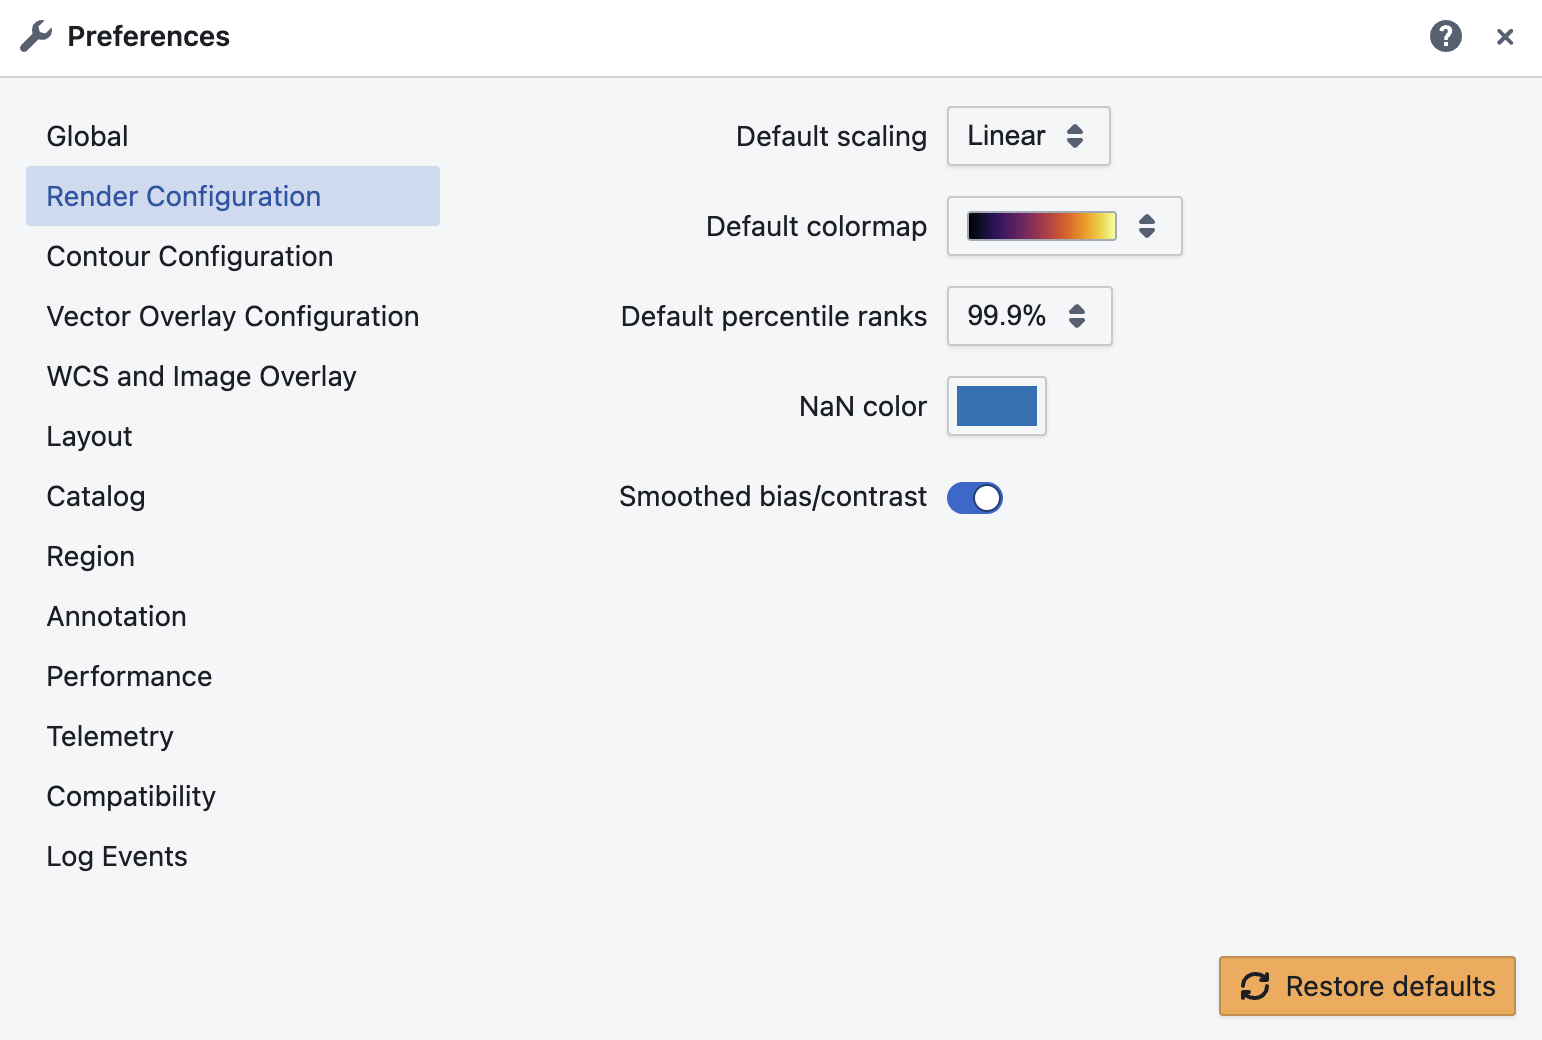 Preferences
Global
Render Configuration
Contour Configuration
Vector Overlay Configuration
WCS and Image Overlay
Layout
Catalog
Region
Annotation
Performance
Telemetry
Compatibility
Log Events
Default scaling Linear
Default colormap
Default percentile ranks 99.9%
NaN color
Smoothed bias/contrast
Restore defaults